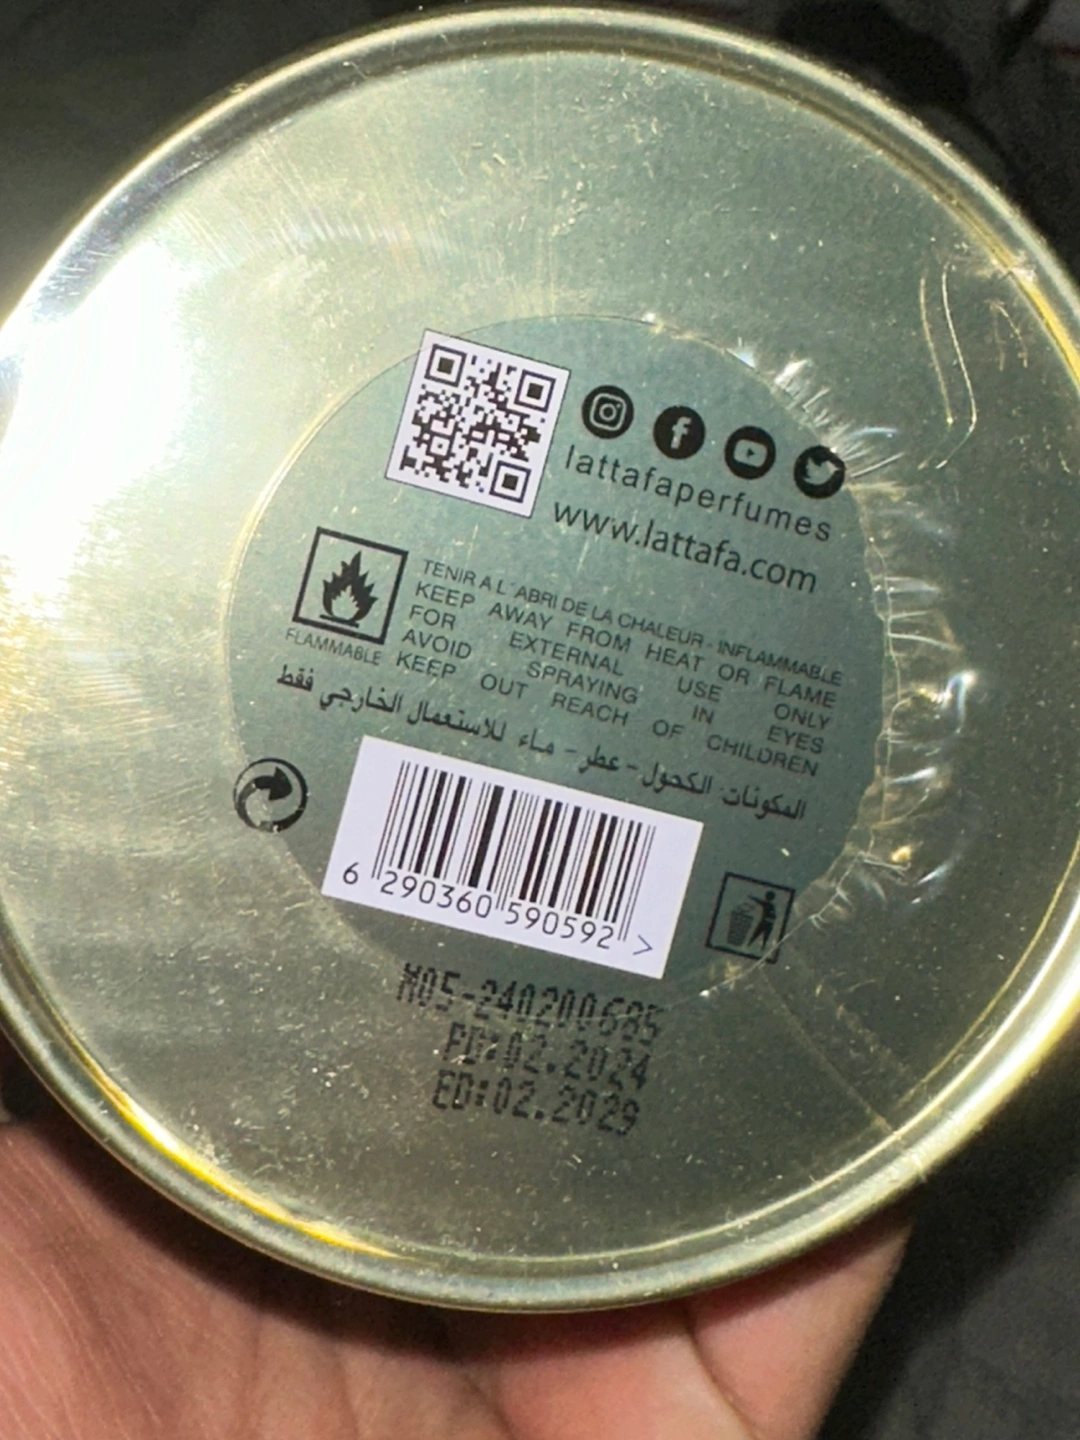 lattafaperfumes
www.lattafa.com
TENIR A L'ABRI DE LA CHALEUR - INFLAMMABLE
KEEP AWAY FROM HEAT OR FLAME
FOR EXTERNAL USE ONLY
AVOID SPRAYING IN EYES
KEEP OUT REACH OF CHILDREN
FLAMMABLE
المكونات الكحول - عطر - ماء للاستعمال الخارجي فقط
6 290360 590592 >
M05-240200685
PD:02.2024
ED:02.2029